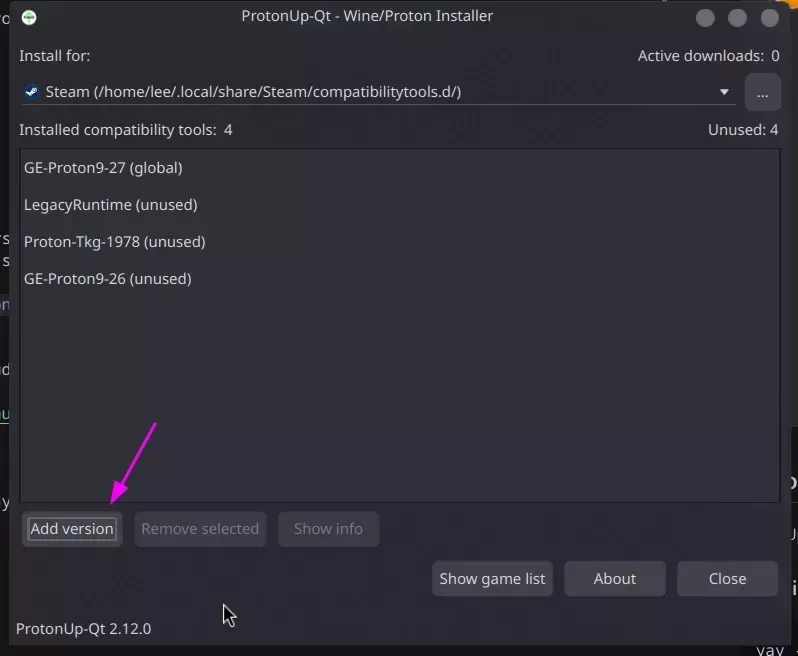 ProtonUp-Qt - Wine/Proton Installer
Install for:
Active downloads: 0
Steam (/home/lee/.local/share/Steam/compatibilitytools.d/)
...
Installed compatibility tools: 4
Unused: 4
GE-Proton9-27 (global)
LegacyRuntime (unused)
Proton-Tkg-1978 (unused)
GE-Proton9-26 (unused)
Add version
Remove selected
Show info
Show game list
About
Close
ProtonUp-Qt 2.12.0
yay